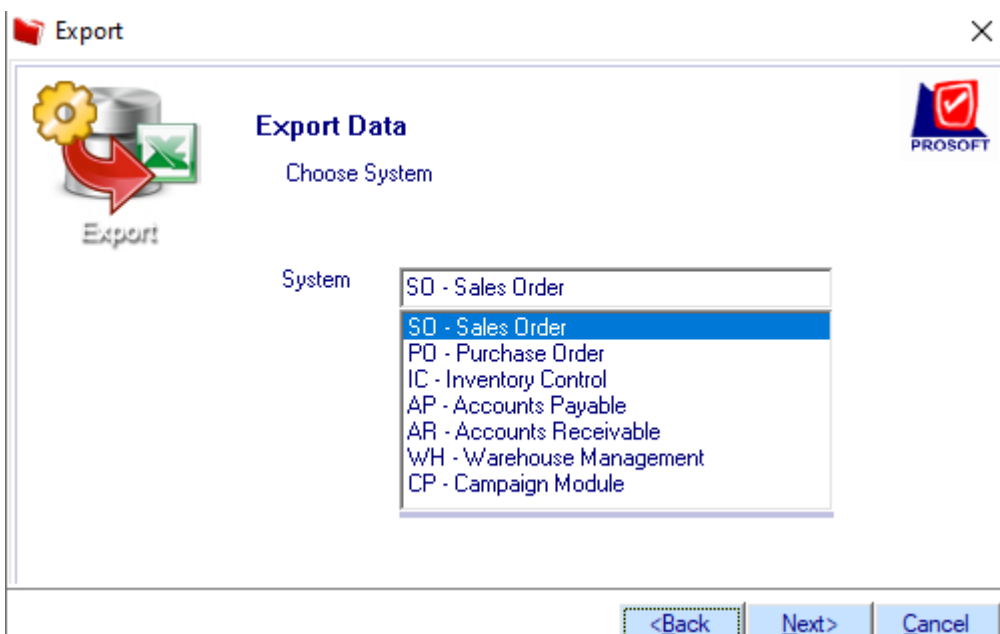 Export
Export Data
PROSOFT
Choose System
Export
System
SO - Sales Order
SO - Sales Order
PO - Purchase Order
IC - Inventory Control
AP - Accounts Payable
AR - Accounts Receivable
WH - Warehouse Management
CP - Campaign Module
<Back Next> Cancel